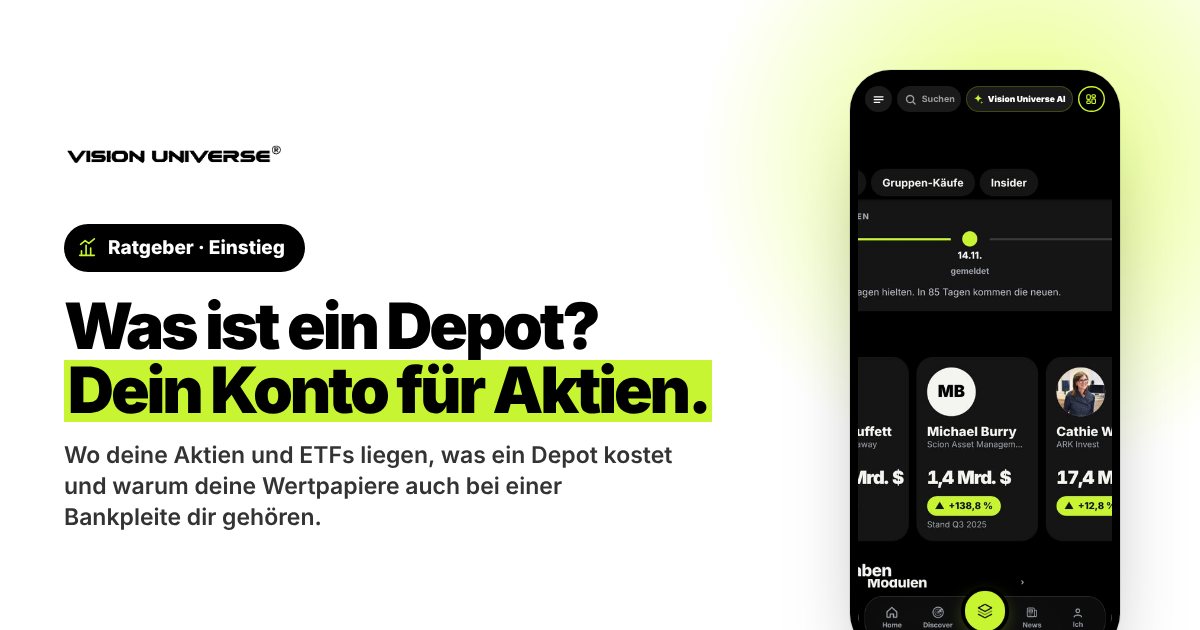 VISION UNIVERSE®
Ratgeber · Einstieg
Was ist ein Depot?
Dein Konto für Aktien.
Wo deine Aktien und ETFs liegen, was ein Depot kostet
und warum deine Wertpapiere auch bei einer
Bankpleite dir gehören.
Suchen
Vision Universe AI
Gruppen-Käufe
Insider
EN
14.11.
gemeldet
agen hielten. In 85 Tagen kommen die neuen.
uffett
away
Mrd. $
MB
Michael Burry
Scion Asset Managem...
1,4 Mrd. $
▲ +138,8 %
Stand Q3 2025
Cathie W
ARK Invest
17,4 M
▲ +12,8 %
aben
Modulen
Home
Discover
News
Ich